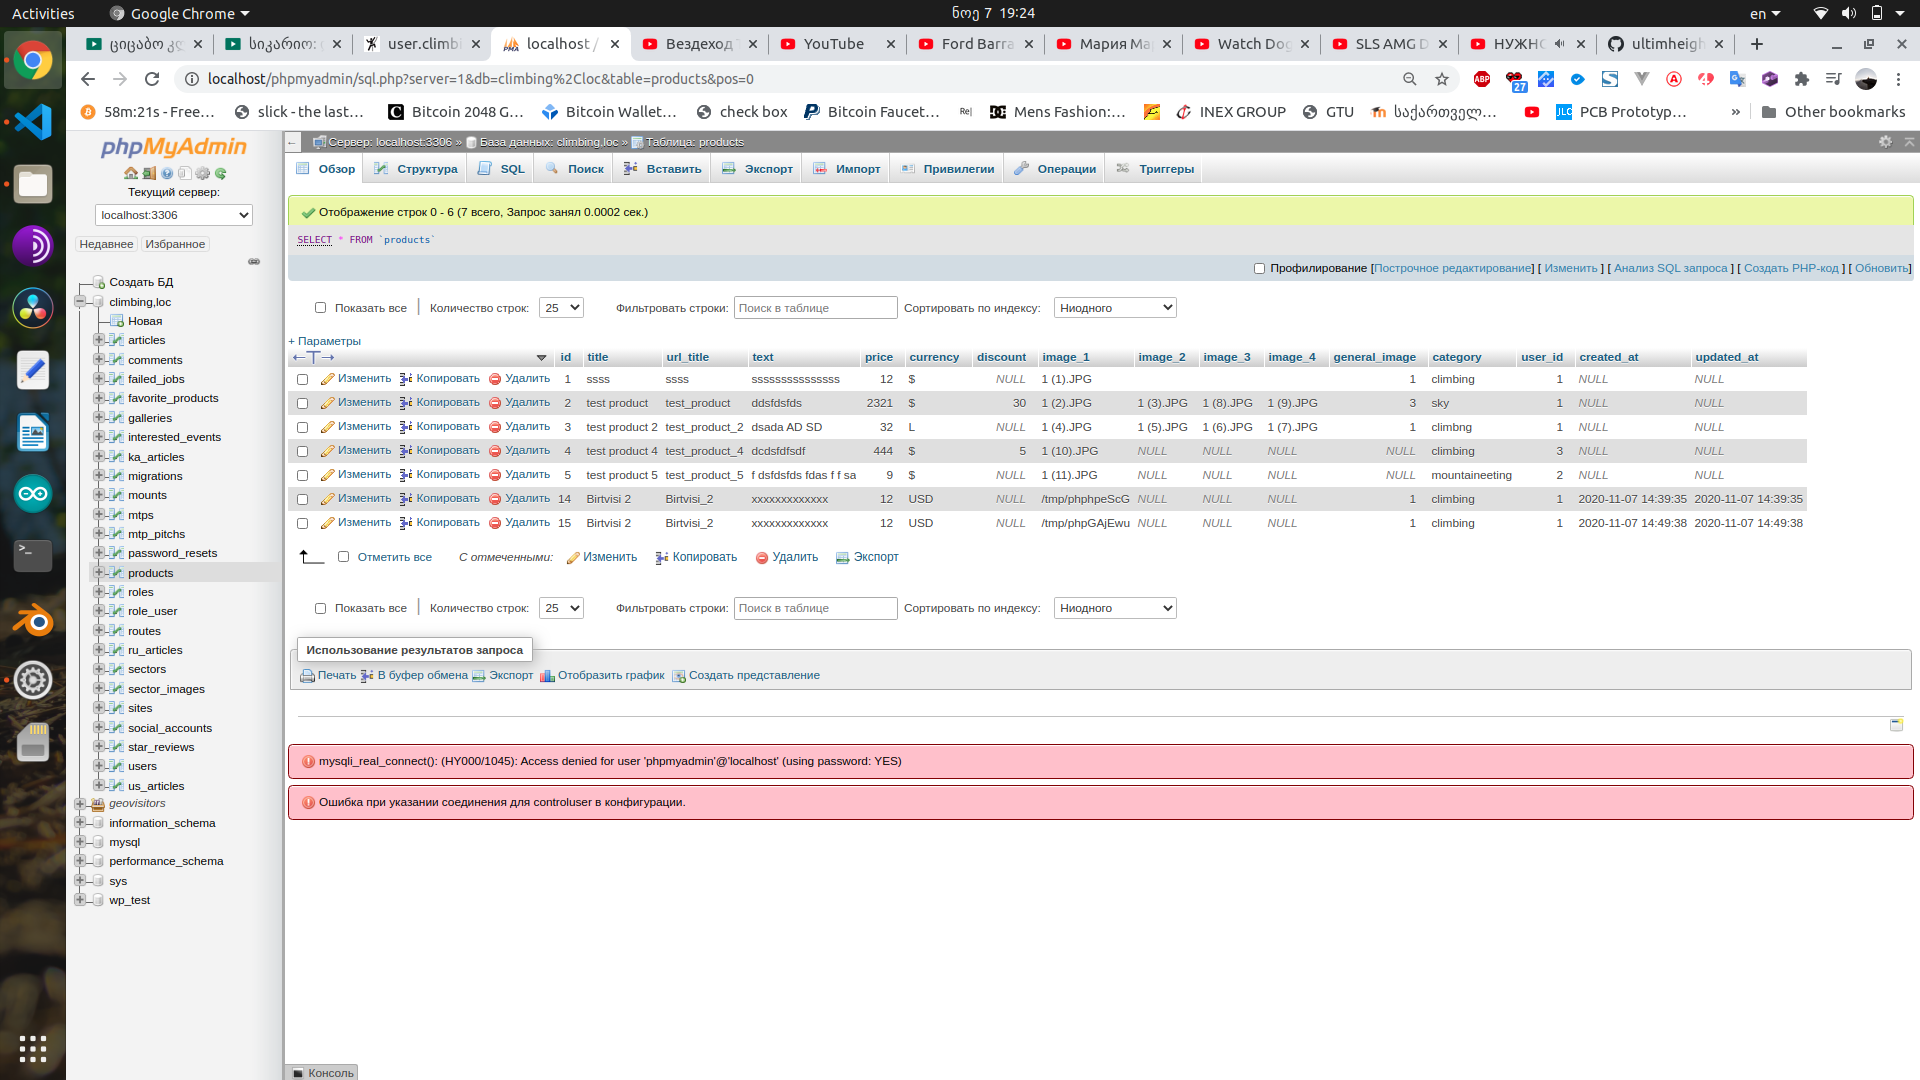 Activities
Google Chrome
ნოე 7 19:24
en
ციცაბო კლ
სიკარიო: (
user.climbi
localhost /
Вездеход Т
YouTube
Ford Barra
Мария Ма
Watch Dog
SLS AMG D
НУЖНО
ultimheigh
localhost/phpmyadmin/sql.php?server=1&db=climbing%2Cloc&table=products&pos=0
58m:21s - Free...
slick - the last...
Bitcoin 2048 G...
Bitcoin Wallet...
check box
Bitcoin Faucet...
Mens Fashion:...
INEX GROUP
GTU
საქართველ...
PCB Prototyp...
»
Other bookmarks
phpMyAdmin
Текущий сервер:
localhost:3306
Недавнее
Избранное
Создать БД
climbing,loc
Новая
articles
comments
failed_jobs
favorite_products
galleries
interested_events
ka_articles
migrations
mounts
mtps
mtp_pitchs
password_resets
products
roles
role_user
routes
ru_articles
sectors
sector_images
sites
social_accounts
star_reviews
users
us_articles
geovisitors
information_schema
mysql
performance_schema
sys
wp_test
Сервер: localhost:3306 » База данных: climbing,loc » Таблица: products
Обзор Структура SQL Поиск Вставить Экспорт Импорт Привилегии Операции Триггеры
Отображение строк 0 - 6 (7 всего, Запрос занял 0.0002 сек.)
SELECT * FROM `products`
Профилирование [Построчное редактирование] [ Изменить ] [ Анализ SQL запроса ] [ Создать PHP-код ] [ Обновить]
Показать все | Количество строк: 25 Фильтровать строки: Поиск в таблице Сортировать по индексу: Ниодного
+ Параметры
←T→ id title url_title text price currency discount image_1 image_2 image_3 image_4 general_image category user_id created_at updated_at
Изменить Копировать Удалить 1 ssss ssss sssssssssssssss 12 $ NULL 1 (1).JPG 1 climbing 1 NULL NULL
Изменить Копировать Удалить 2 test product test_product ddsfdsfds 2321 $ 30 1 (2).JPG 1 (3).JPG 1 (8).JPG 1 (9).JPG 3 sky 1 NULL NULL
Изменить Копировать Удалить 3 test product 2 test_product_2 dsada AD SD 32 L NULL 1 (4).JPG 1 (5).JPG 1 (6).JPG 1 (7).JPG 1 climbng 1 NULL NULL
Изменить Копировать Удалить 4 test product 4 test_product_4 dcdsfdfsdf 444 $ 5 1 (10).JPG NULL NULL NULL NULL climbing 3 NULL NULL
Изменить Копировать Удалить 5 test product 5 test_product_5 f dsfdsfds fdas f f sa 9 $ NULL 1 (11).JPG NULL NULL NULL NULL mountaineeting 2 NULL NULL
Изменить Копировать Удалить 14 Birtvisi 2 Birtvisi_2 xxxxxxxxxxxxx 12 USD NULL /tmp/phphpeScG NULL NULL NULL 1 climbing 1 2020-11-07 14:39:35 2020-11-07 14:39:35
Изменить Копировать Удалить 15 Birtvisi 2 Birtvisi_2 xxxxxxxxxxxxx 12 USD NULL /tmp/phpGAjEwu NULL NULL NULL 1 climbing 1 2020-11-07 14:49:38 2020-11-07 14:49:38
Отметить все С отмеченными: Изменить Копировать Удалить Экспорт
Показать все | Количество строк: 25 Фильтровать строки: Поиск в таблице Сортировать по индексу: Ниодного
Использование результатов запроса
Печать В буфер обмена Экспорт Отобразить график Создать представление
mysqli_real_connect(): (HY000/1045): Access denied for user 'phpmyadmin'@'localhost' (using password: YES)
Ошибка при указании соединения для controluser в конфигурации.
Консоль